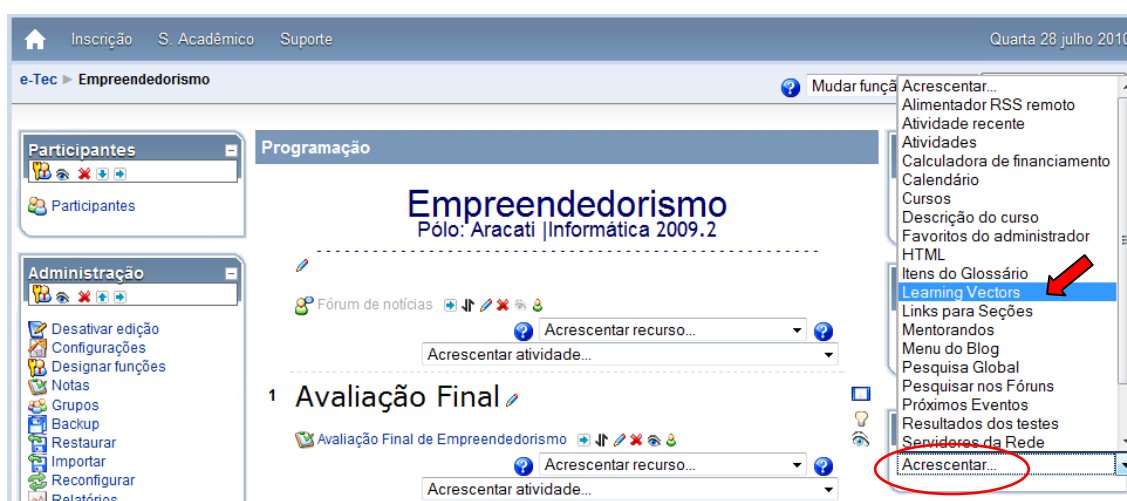 Inscrição S. Acadêmico Suporte Quarta 28 julho 2010
e-Tec ► Empreendedorismo
Mudar funçã
Participantes
Participantes
Administração
Desativar edição
Configurações
Designar funções
Notas
Grupos
Backup
Restaurar
Importar
Reconfigurar
Relatórios
Programação
Empreendedorismo
Pólo: Aracati |Informática 2009.2
Fórum de notícias
Acrescentar recurso...
Acrescentar atividade...
1 Avaliação Final
Avaliação Final de Empreendedorismo
Acrescentar recurso...
Acrescentar atividade...
Acrescentar...
Alimentador RSS remoto
Atividade recente
Atividades
Calculadora de financiamento
Calendário
Cursos
Descrição do curso
Favoritos do administrador
HTML
Itens do Glossário
Learning Vectors
Links para Seções
Mentorandos
Menu do Blog
Pesquisa Global
Pesquisar nos Fóruns
Próximos Eventos
Resultados dos testes
Servidores da Rede
Acrescentar...